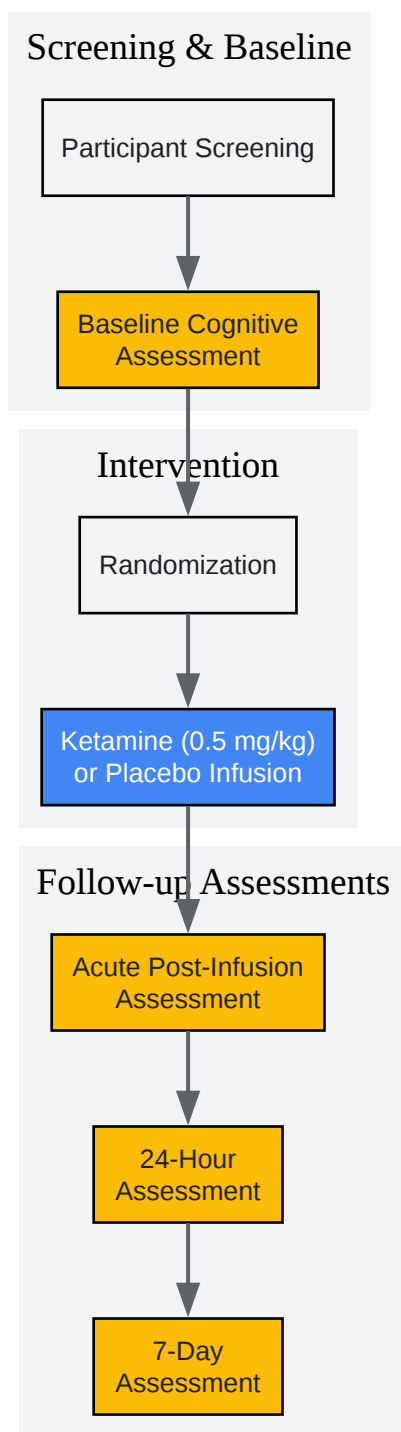 Screening & Baseline
Participant Screening
Baseline Cognitive
Assessment
Intervention
Randomization
Ketamine (0.5 mg/kg)
or Placebo Infusion
Follow-up Assessments
Acute Post-Infusion
Assessment
24-Hour
Assessment
7-Day
Assessment